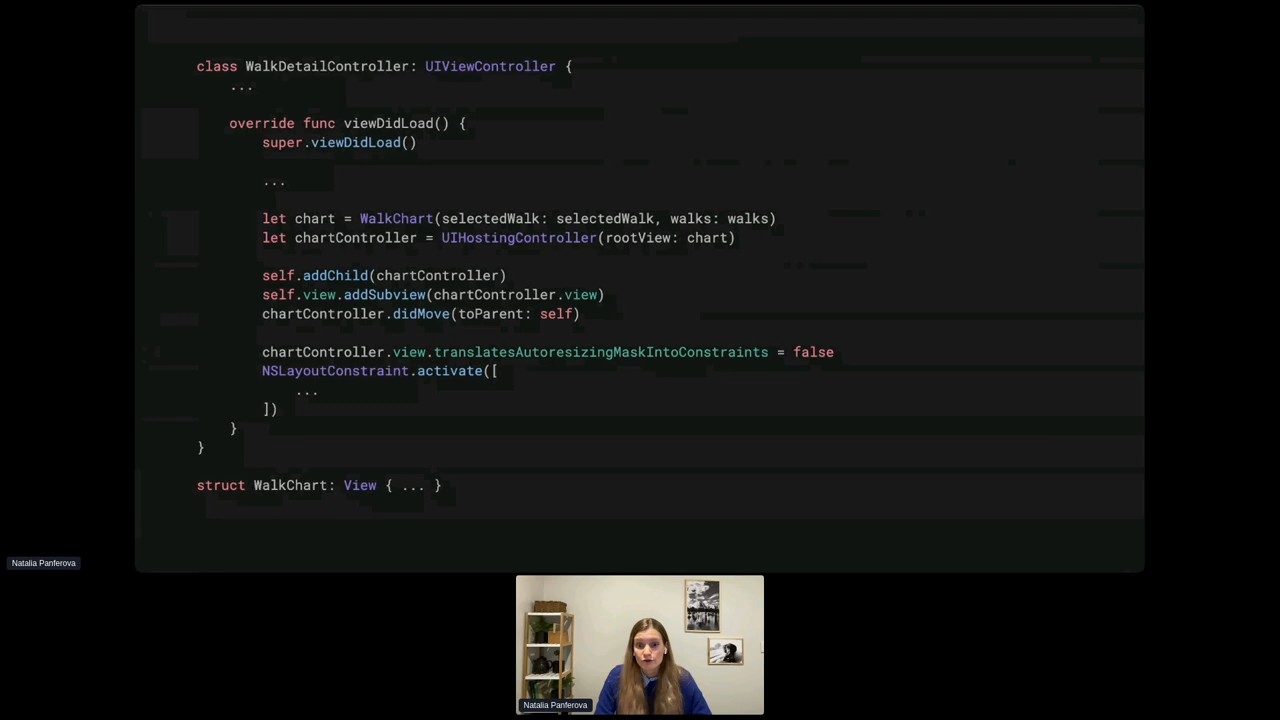 class WalkDetailController: UIViewController {
...
override func viewDidLoad() {
super.viewDidLoad()
...
let chart = WalkChart(selectedWalk: selectedWalk, walks: walks)
let chartController = UIHostingController(rootView: chart)
self.addChild(chartController)
self.view.addSubview(chartController.view)
chartController.didMove(toParent: self)
chartController.view.translatesAutoresizingMaskIntoConstraints = false
NSLayoutConstraint.activate([
...
])
}
}
struct WalkChart: View { ... }
Natalia Panferova
Natalia Panferova